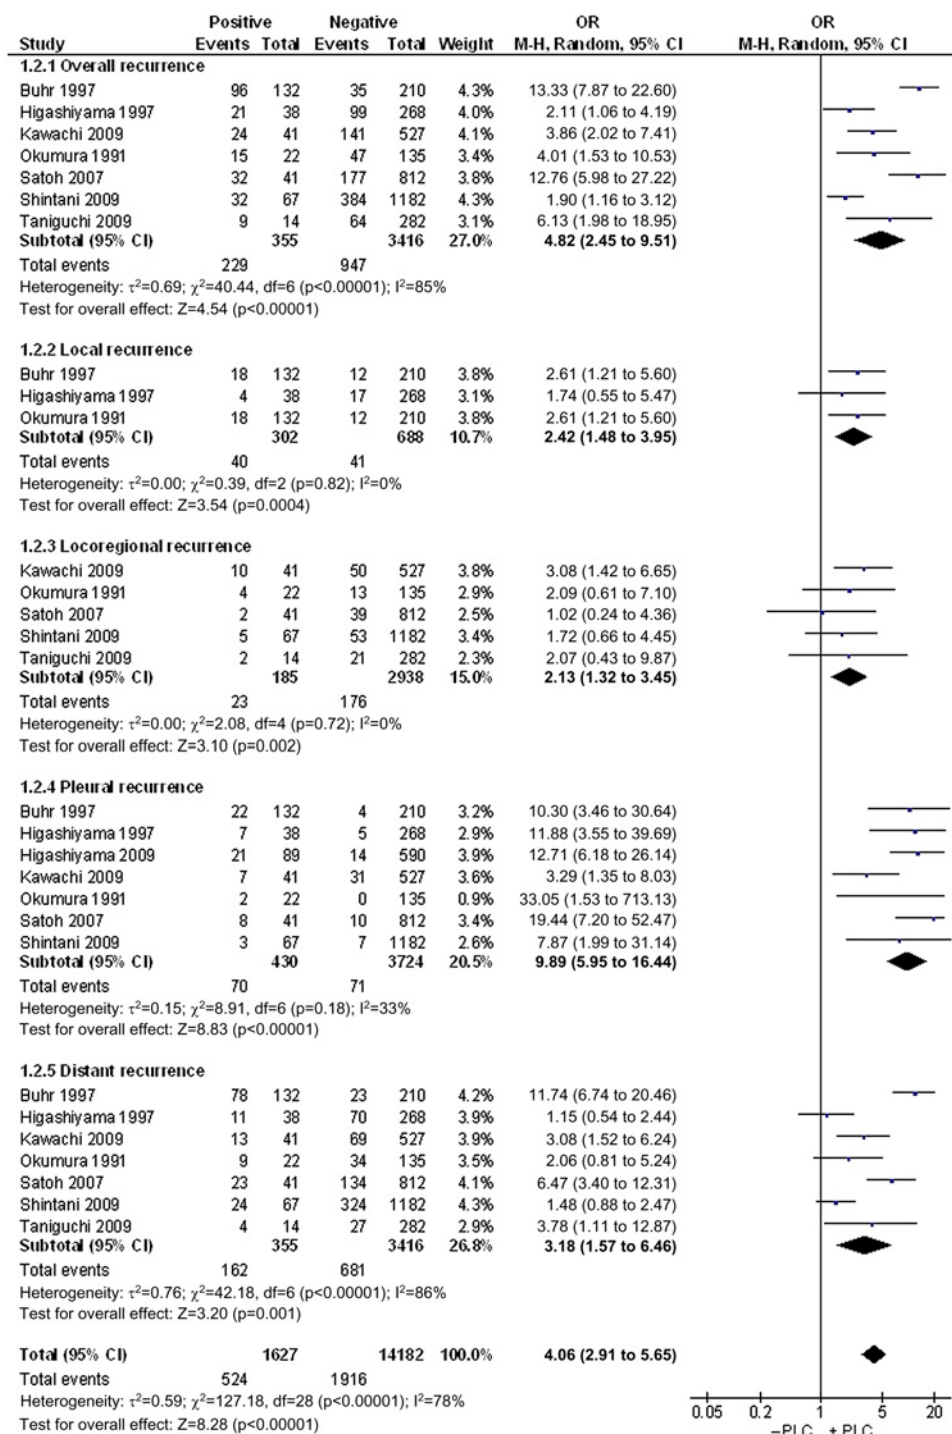 Positive Negative OR OR
Study Events Total Events Total Weight M-H, Random, 95% CI M-H, Random, 95% CI
1.2.1 Overall recurrence
Buhr 1997 96 132 35 210 4.3% 13.33 (7.87 to 22.60)
Higashiyama 1997 21 38 99 268 4.0% 2.11 (1.06 to 4.19)
Kawachi 2009 24 41 141 527 4.1% 3.86 (2.02 to 7.41)
Okumura 1991 15 22 47 135 3.4% 4.01 (1.53 to 10.53)
Satoh 2007 32 41 177 812 3.8% 12.76 (5.98 to 27.22)
Shintani 2009 32 67 384 1182 4.3% 1.90 (1.16 to 3.12)
Taniguchi 2009 9 14 64 282 3.1% 6.13 (1.98 to 18.95)
Subtotal (95% CI) 355 3416 27.0% 4.82 (2.45 to 9.51)
Total events 229 947
Heterogeneity: τ²=0.69; χ²=40.44, df=6 (p<0.00001); I²=85%
Test for overall effect: Z=4.54 (p<0.00001)
1.2.2 Local recurrence
Buhr 1997 18 132 12 210 3.8% 2.61 (1.21 to 5.60)
Higashiyama 1997 4 38 17 268 3.1% 1.74 (0.55 to 5.47)
Okumura 1991 18 132 12 210 3.8% 2.61 (1.21 to 5.60)
Subtotal (95% CI) 302 688 10.7% 2.42 (1.48 to 3.95)
Total events 40 41
Heterogeneity: τ²=0.00; χ²=0.39, df=2 (p=0.82); I²=0%
Test for overall effect: Z=3.54 (p=0.0004)
1.2.3 Locoregional recurrence
Kawachi 2009 10 41 50 527 3.8% 3.08 (1.42 to 6.65)
Okumura 1991 4 22 13 135 2.9% 2.09 (0.61 to 7.10)
Satoh 2007 2 41 39 812 2.5% 1.02 (0.24 to 4.36)
Shintani 2009 5 67 53 1182 3.4% 1.72 (0.66 to 4.45)
Taniguchi 2009 2 14 21 282 2.3% 2.07 (0.43 to 9.87)
Subtotal (95% CI) 185 2938 15.0% 2.13 (1.32 to 3.45)
Total events 23 176
Heterogeneity: τ²=0.00; χ²=2.08, df=4 (p=0.72); I²=0%
Test for overall effect: Z=3.10 (p=0.002)
1.2.4 Pleural recurrence
Buhr 1997 22 132 4 210 3.2% 10.30 (3.46 to 30.64)
Higashiyama 1997 7 38 5 268 2.9% 11.88 (3.55 to 39.69)
Higashiyama 2009 21 89 14 590 3.9% 12.71 (6.18 to 26.14)
Kawachi 2009 7 41 31 527 3.6% 3.29 (1.35 to 8.03)
Okumura 1991 2 22 0 135 0.9% 33.05 (1.53 to 713.13)
Satoh 2007 8 41 10 812 3.4% 19.44 (7.20 to 52.47)
Shintani 2009 3 67 7 1182 2.6% 7.87 (1.99 to 31.14)
Subtotal (95% CI) 430 3724 20.5% 9.89 (5.95 to 16.44)
Total events 70 71
Heterogeneity: τ²=0.15; χ²=8.91, df=6 (p=0.18); I²=33%
Test for overall effect: Z=8.83 (p<0.00001)
1.2.5 Distant recurrence
Buhr 1997 78 132 23 210 4.2% 11.74 (6.74 to 20.46)
Higashiyama 1997 11 38 70 268 3.9% 1.15 (0.54 to 2.44)
Kawachi 2009 13 41 69 527 3.9% 3.08 (1.52 to 6.24)
Okumura 1991 9 22 34 135 3.5% 2.06 (0.81 to 5.24)
Satoh 2007 23 41 134 812 4.1% 6.47 (3.40 to 12.31)
Shintani 2009 24 67 324 1182 4.3% 1.48 (0.88 to 2.47)
Taniguchi 2009 4 14 27 282 2.9% 3.78 (1.11 to 12.87)
Subtotal (95% CI) 355 3416 26.8% 3.18 (1.57 to 6.46)
Total events 162 681
Heterogeneity: τ²=0.76; χ²=42.18, df=6 (p<0.00001); I²=86%
Test for overall effect: Z=3.20 (p=0.001)
Total (95% CI) 1627 14182 100.0% 4.06 (2.91 to 5.65)
Total events 524 1916
Heterogeneity: τ²=0.59; χ²=127.18, df=28 (p<0.00001); I²=78%
Test for overall effect: Z=8.28 (p<0.00001)
0.05 0.2 1 5 20
−PLC +PLC